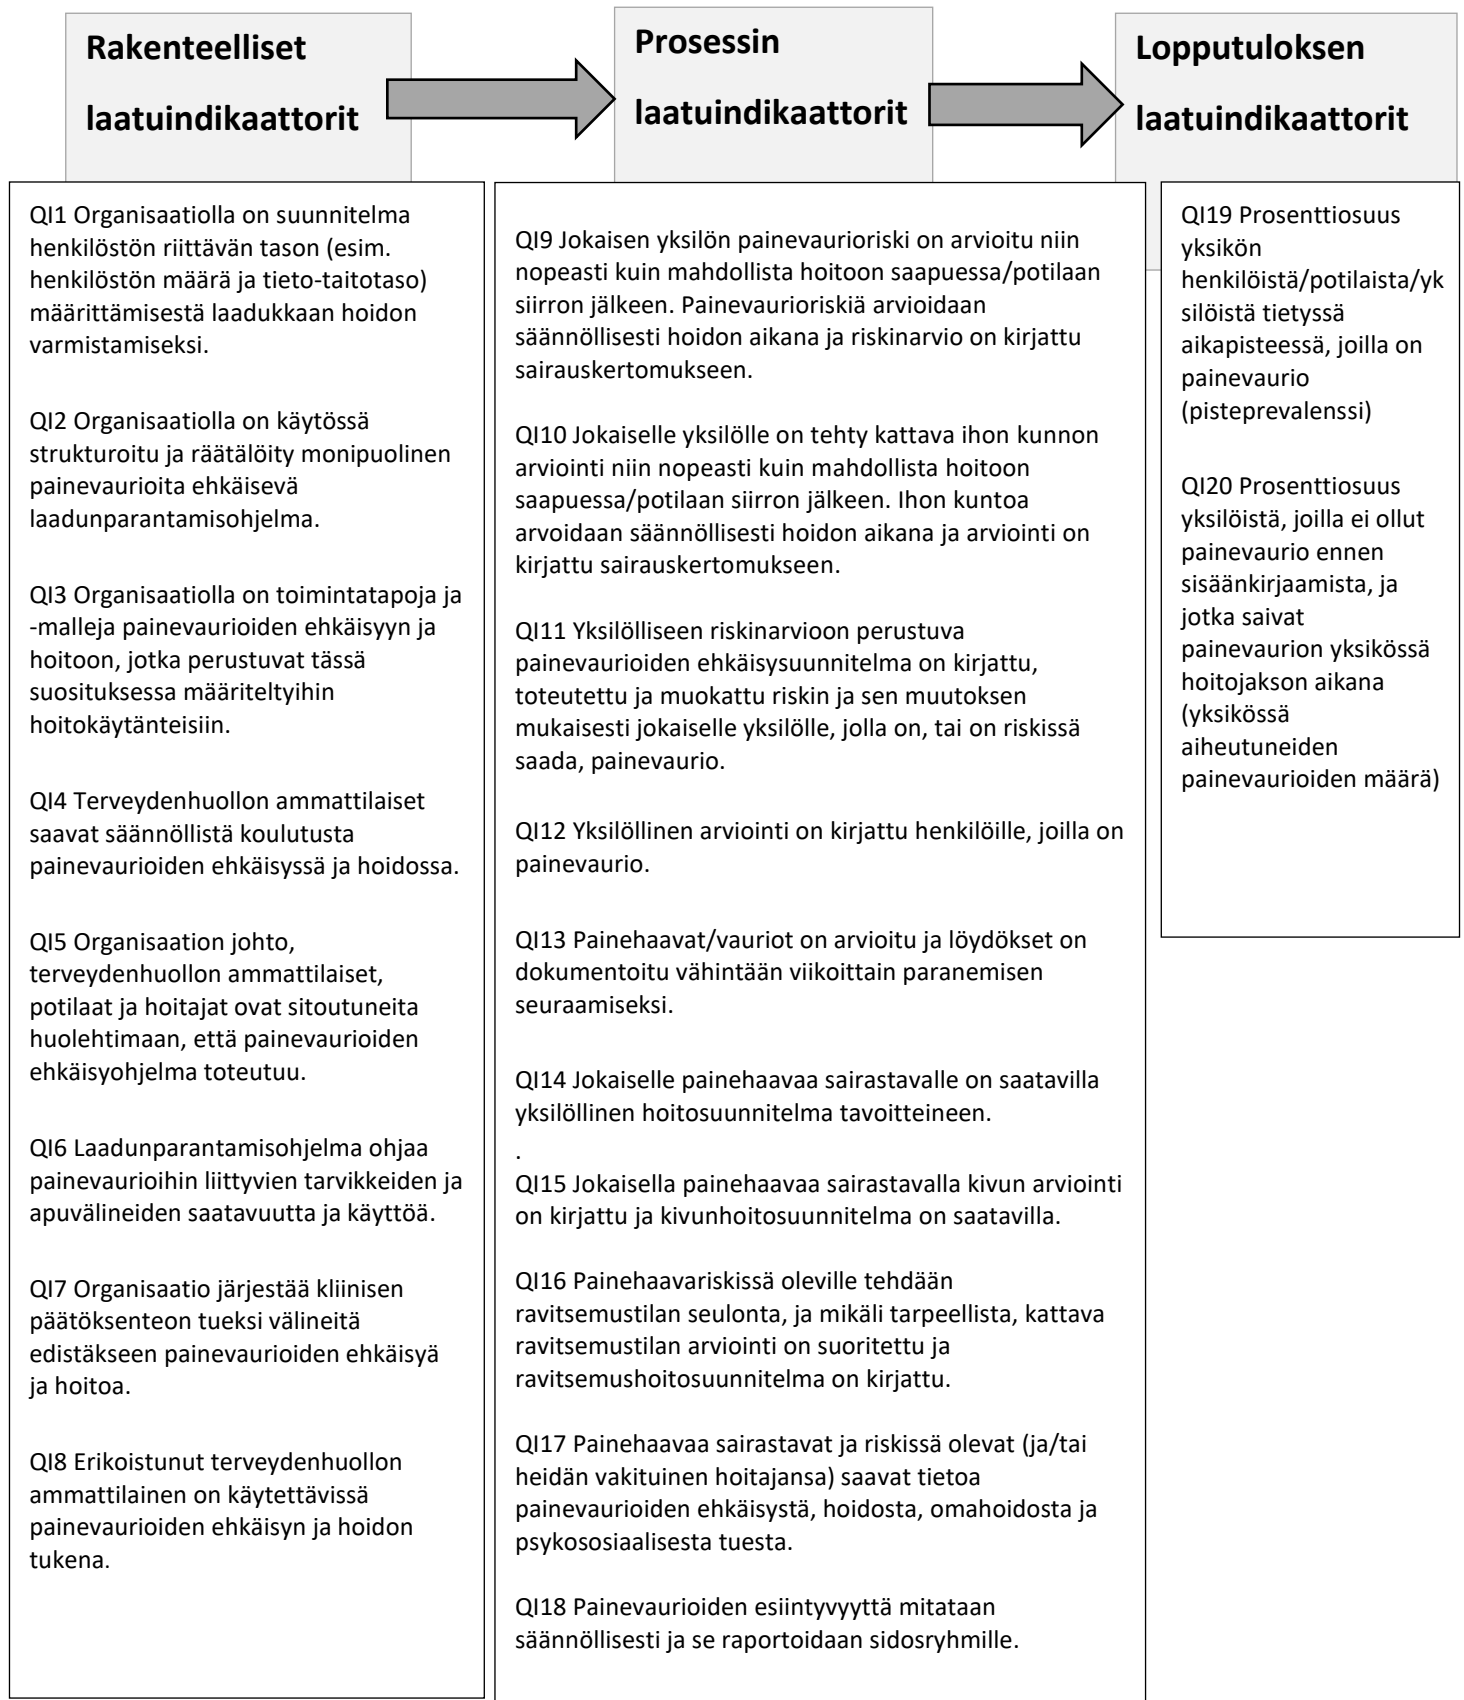 Rakenteelliset
laatuindikaattorit
Prosessin
laatuindikaattorit
Lopputuloksen
laatuindikaattorit
QI1 Organisaatiolla on suunnitelma
henkilöstön riittävän tason (esim.
henkilöstön määrä ja tieto-taitotaso)
määrittämisestä laadukkaan hoidon
varmistamiseksi.
QI2 Organisaatiolla on käytössä
strukturoitu ja räätälöity monipuolinen
painevaurioita ehkäisevä
laadunparantamisohjelma.
QI3 Organisaatiolla on toimintatapoja ja
-malleja painevaurioiden ehkäisyyn ja
hoitoon, jotka perustuvat tässä
suosituksessa määriteltyihin
hoitokäytänteisiin.
QI4 Terveydenhuollon ammattilaiset
saavat säännöllistä koulutusta
painevaurioiden ehkäisyssä ja hoidossa.
QI5 Organisaation johto,
terveydenhuollon ammattilaiset,
potilaat ja hoitajat ovat sitoutuneita
huolehtimaan, että painevaurioiden
ehkäisyohjelma toteutuu.
QI6 Laadunparantamisohjelma ohjaa
painevaurioihin liittyvien tarvikkeiden ja
apuvälineiden saatavuutta ja käyttöä.
QI7 Organisaatio järjestää kliinisen
päätöksenteon tueksi välineitä
edistäkseen painevaurioiden ehkäisyä
ja hoitoa.
QI8 Erikoistunut terveydenhuollon
ammattilainen on käytettävissä
painevaurioiden ehkäisyn ja hoidon
tukena.
QI9 Jokaisen yksilön painevaurioriski on arvioitu niin
nopeasti kuin mahdollista hoitoon saapuessa/potilaan
siirron jälkeen. Painevaurioriskiä arvioidaan
säännöllisesti hoidon aikana ja riskinarvio on kirjattu
sairauskertomukseen.
QI10 Jokaiselle yksilölle on tehty kattava ihon kunnon
arviointi niin nopeasti kuin mahdollista hoitoon
saapuessa/potilaan siirron jälkeen. Ihon kuntoa
arvoidaan säännöllisesti hoidon aikana ja arviointi on
kirjattu sairauskertomukseen.
QI11 Yksilölliseen riskinarvioon perustuva
painevaurioiden ehkäisysuunnitelma on kirjattu,
toteutettu ja muokattu riskin ja sen muutoksen
mukaisesti jokaiselle yksilölle, jolla on, tai on riskissä
saada, painevaurio.
QI12 Yksilöllinen arviointi on kirjattu henkilöille, joilla on
painevaurio.
QI13 Painehaavat/vauriot on arvioitu ja löydökset on
dokumentoitu vähintään viikoittain paranemisen
seuraamiseksi.
QI14 Jokaiselle painehaavaa sairastavalle on saatavilla
yksilöllinen hoitosuunnitelma tavoitteineen.
.
QI15 Jokaisella painehaavaa sairastavalla kivun arviointi
on kirjattu ja kivunhoitosuunnitelma on saatavilla.
QI16 Painehaavariskissä oleville tehdään
ravitsemustilan seulonta, ja mikäli tarpeellista, kattava
ravitsemustilan arviointi on suoritettu ja
ravitsemushoitosuunnitelma on kirjattu.
QI17 Painehaavaa sairastavat ja riskissä olevat (ja/tai
heidän vakituinen hoitajansa) saavat tietoa
painevaurioiden ehkäisystä, hoidosta, omahoidosta ja
psykososiaalisesta tuesta.
QI18 Painevaurioiden esiintyvyyttä mitataan
säännöllisesti ja se raportoidaan sidosryhmille.
QI19 Prosenttiosuus
yksikön
henkilöistä/potilaista/yk
silöistä tietyssä
aikapisteessä, joilla on
painevaurio
(pisteprevalenssi)
QI20 Prosenttiosuus
yksilöistä, joilla ei ollut
painevaurio ennen
sisäänkirjaamista, ja
jotka saivat
painevaurion yksikössä
hoitojakson aikana
(yksikössä
aiheutuneiden
painevaurioiden määrä)